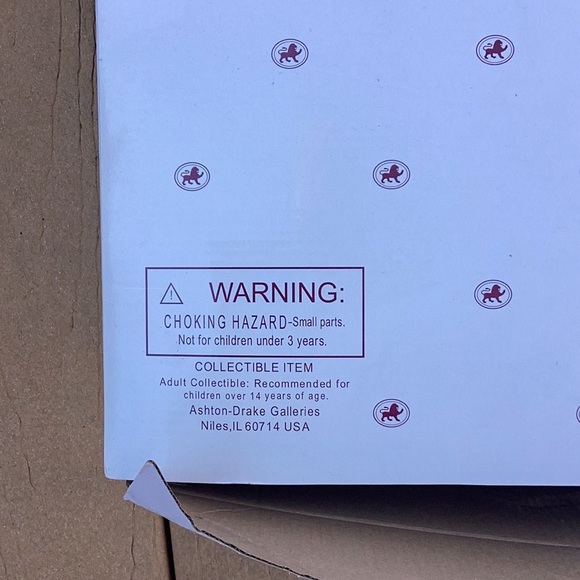 WARNING:
CHOKING HAZARD-Small parts.
Not for children under 3 years.
COLLECTIBLE ITEM
Adult Collectible: Recommended for
children over 14 years of age.
Ashton-Drake Galleries
Niles,IL 60714 USA